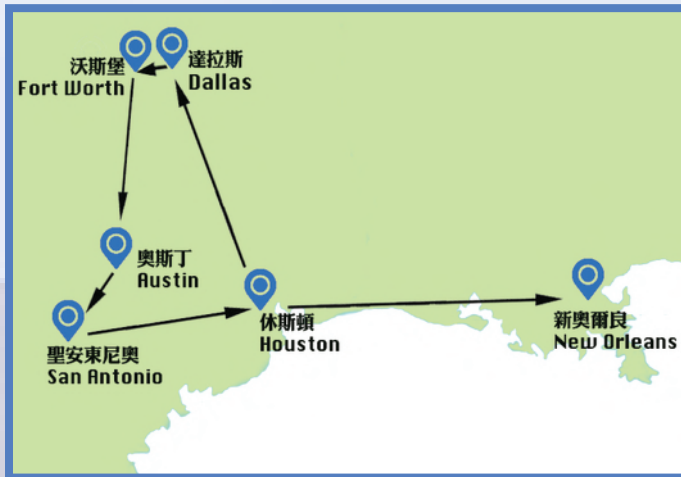 沃斯堡
Fort Worth
達拉斯
Dallas
奧斯丁
Austin
聖安東尼奧
San Antonio
休斯頓
Houston
新奧爾良
New Orleans